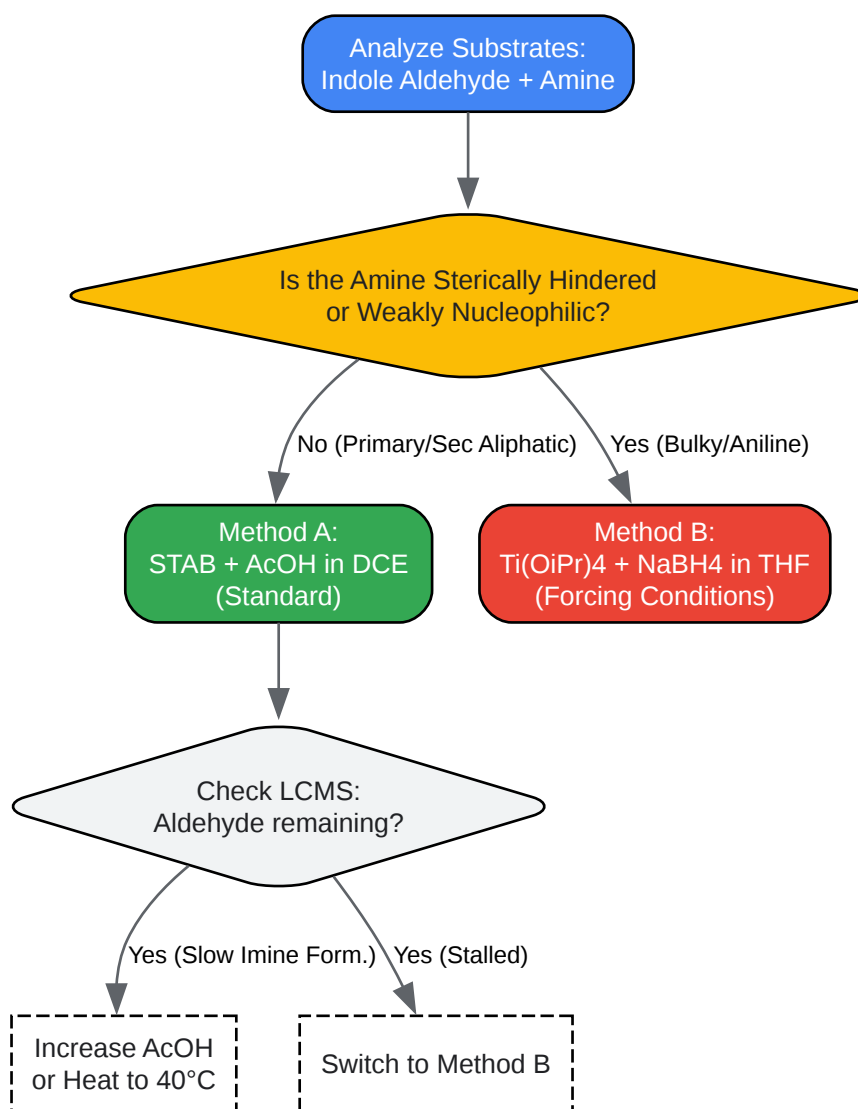 Analyze Substrates:
Indole Aldehyde + Amine
Is the Amine Sterically Hindered
or Weakly Nucleophilic?
No (Primary/Sec Aliphatic)
Yes (Bulky/Aniline)
Method A:
STAB + AcOH in DCE
(Standard)
Method B:
Ti(OiPr)4 + NaBH4 in THF
(Forcing Conditions)
Check LCMS:
Aldehyde remaining?
Yes (Slow Imine Form.)
Yes (Stalled)
Increase AcOH
or Heat to 40°C
Switch to Method B